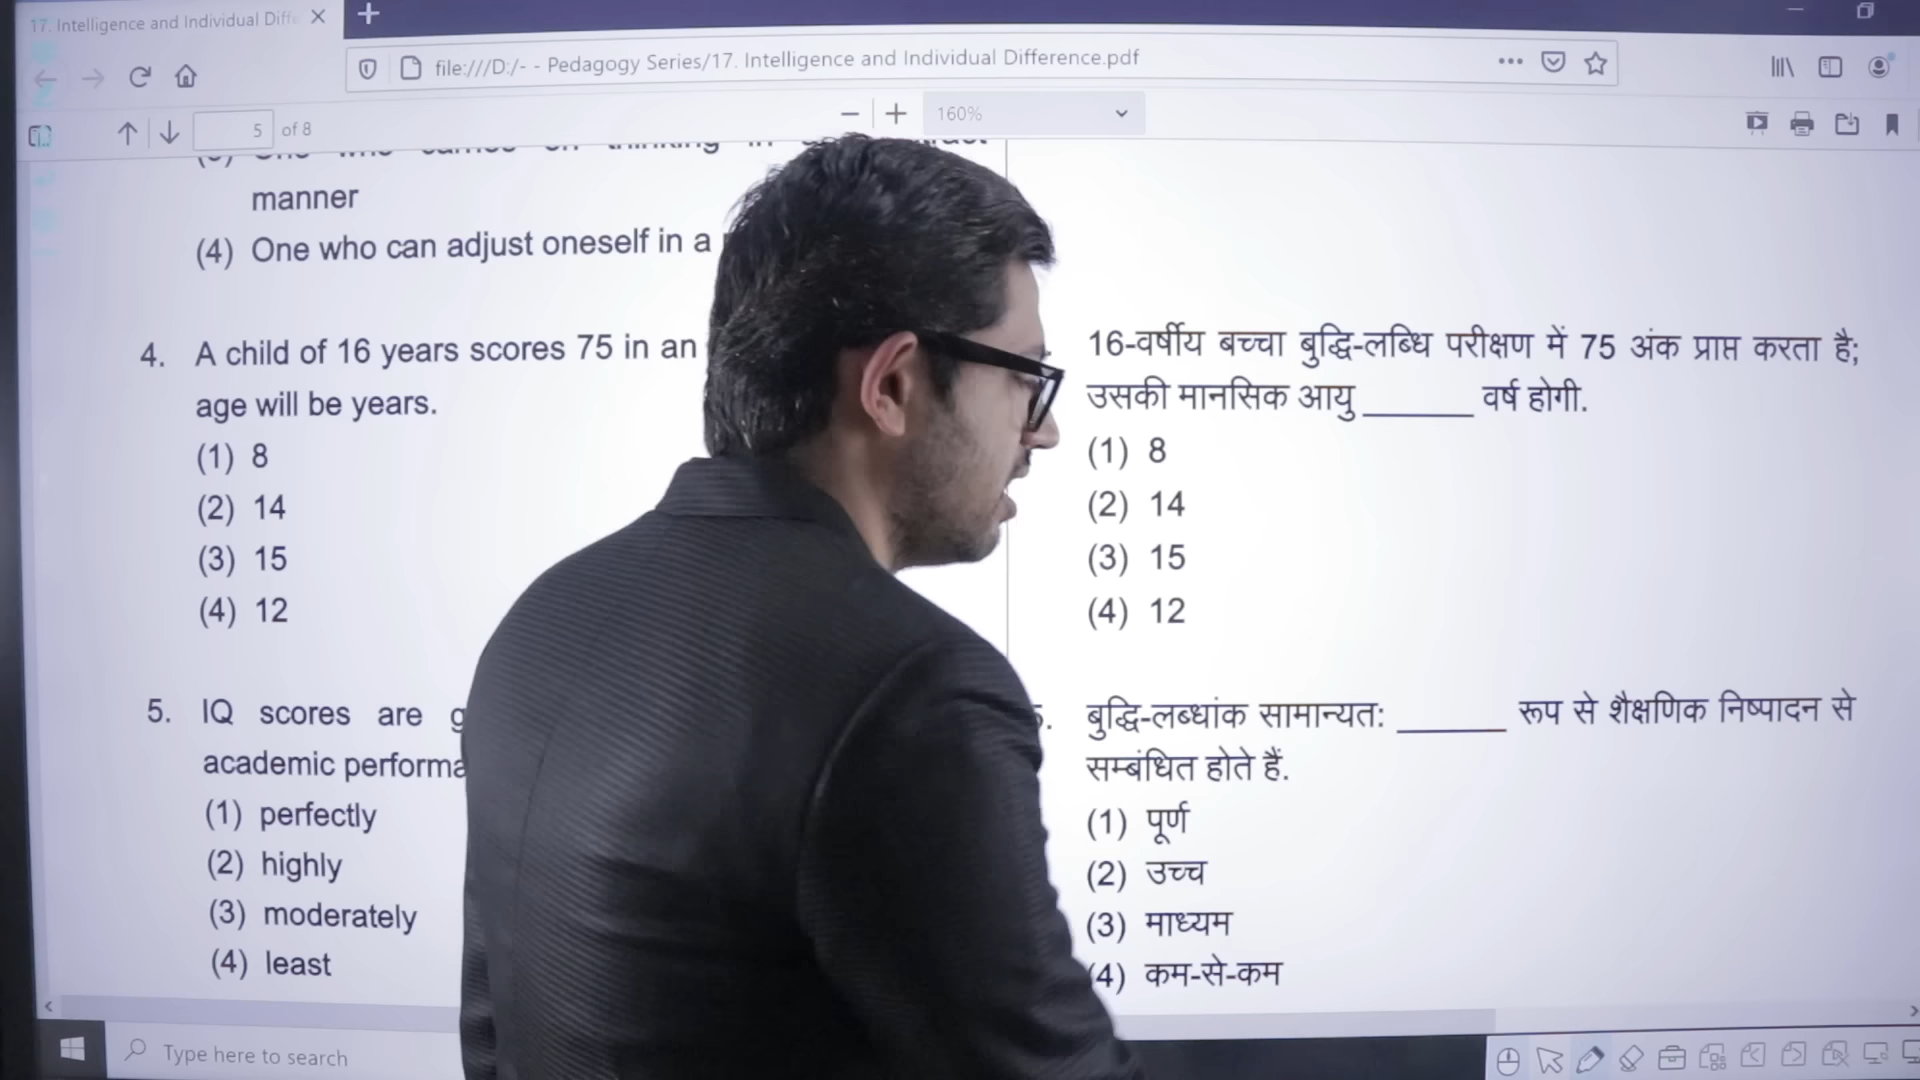 17. Intelligence and Individual Diffe
file:///D:/- - Pedagogy Series/17. Intelligence and Individual Difference.pdf
5 of 8
160%
manner
(4) One who can adjust oneself in a
4. A child of 16 years scores 75 in an
age will be years.
(1) 8
(2) 14
(3) 15
(4) 12
5. IQ scores are
academic performa
(1) perfectly
(2) highly
(3) moderately
(4) least
16-वर्षीय बच्चा बुद्धि-लब्धि परीक्षण में 75 अंक प्राप्त करता है;
उसकी मानसिक आयु ______ वर्ष होगी.
(1) 8
(2) 14
(3) 15
(4) 12
बुद्धि-लब्धांक सामान्यत: ______ रूप से शैक्षणिक निष्पादन से
सम्बंधित होते हैं.
(1) पूर्ण
(2) उच्च
(3) माध्यम
(4) कम-से-कम
Type here to search